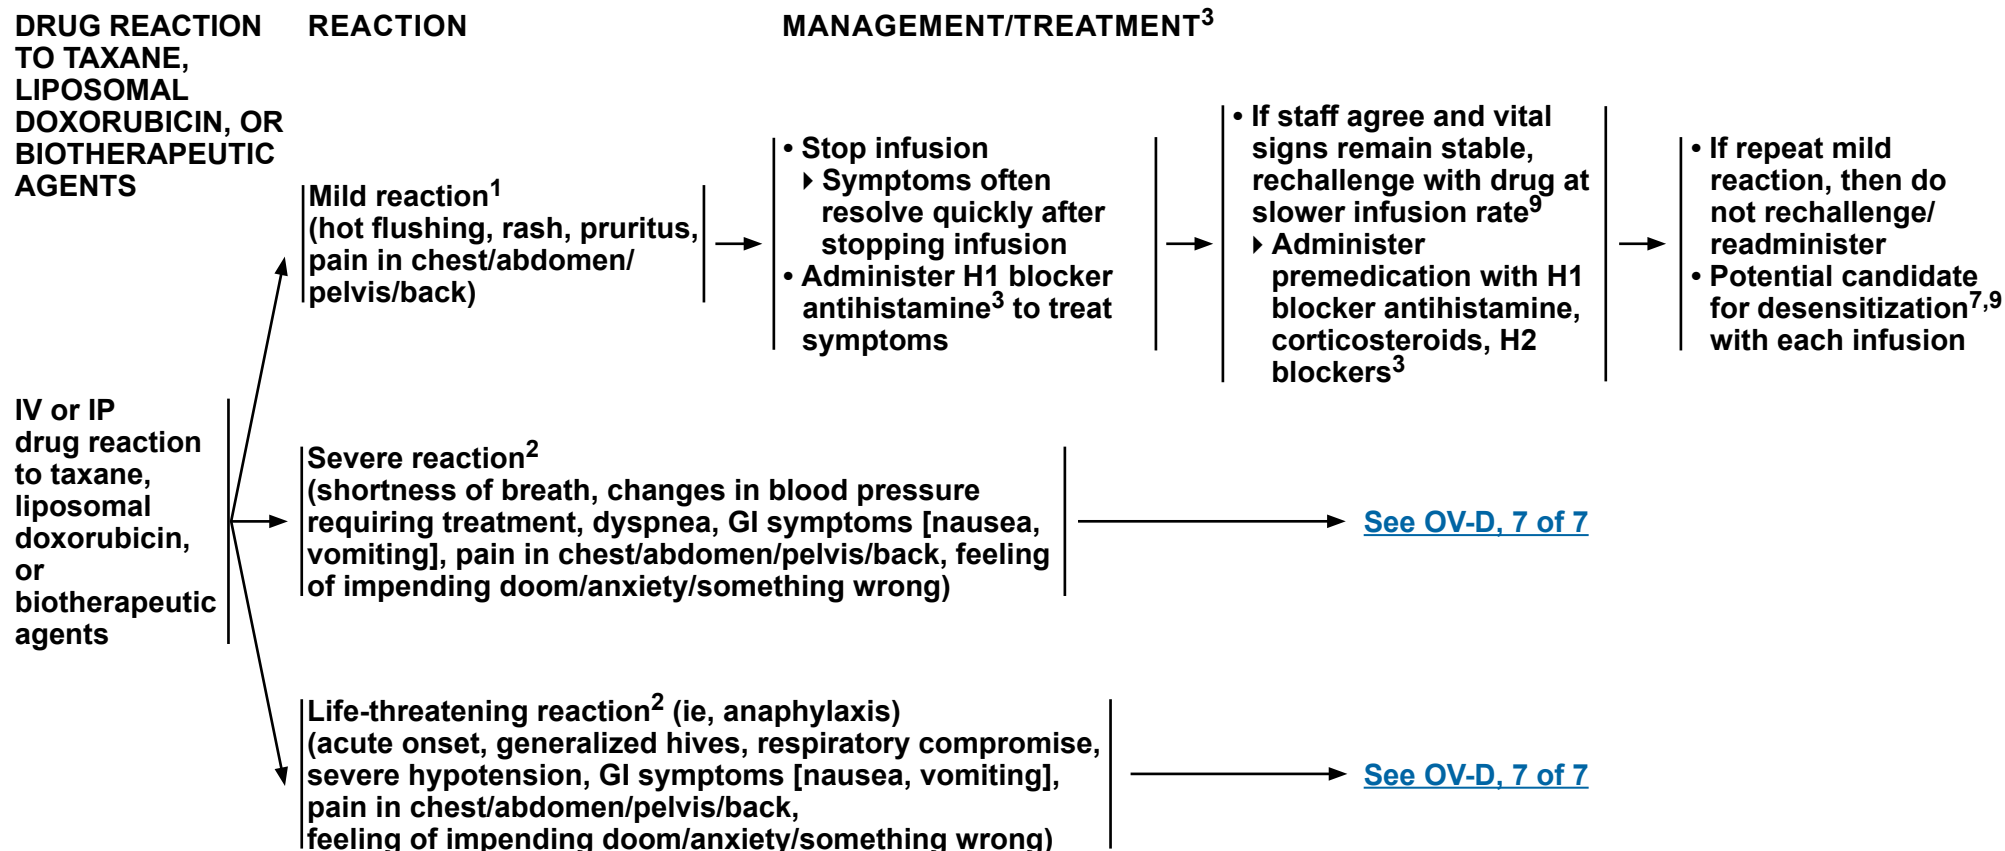 DRUG REACTION
TO TAXANE,
LIPOSOMAL
DOXORUBICIN, OR
BIOTHERAPEUTIC
AGENTS
REACTION
MANAGEMENT/TREATMENT3
IV or IP
drug reaction
to taxane,
liposomal
doxorubicin,
or
biotherapeutic
agents
Mild reaction1
(hot flushing, rash, pruritus,
pain in chest/abdomen/
pelvis/back)
• Stop infusion
▸ Symptoms often
resolve quickly after
stopping infusion
• Administer H1 blocker
antihistamine3 to treat
symptoms
• If staff agree and vital
signs remain stable,
rechallenge with drug at
slower infusion rate9
▸ Administer
premedication with H1
blocker antihistamine,
corticosteroids, H2
blockers3
• If repeat mild
reaction, then do
not rechallenge/
readminister
• Potential candidate
for desensitization7,9
with each infusion
Severe reaction2
(shortness of breath, changes in blood pressure
requiring treatment, dyspnea, GI symptoms [nausea,
vomiting], pain in chest/abdomen/pelvis/back, feeling
of impending doom/anxiety/something wrong)
See OV-D, 7 of 7
Life-threatening reaction2 (ie, anaphylaxis)
(acute onset, generalized hives, respiratory compromise,
severe hypotension, GI symptoms [nausea, vomiting],
pain in chest/abdomen/pelvis/back,
feeling of impending doom/anxiety/something wrong)
See OV-D, 7 of 7